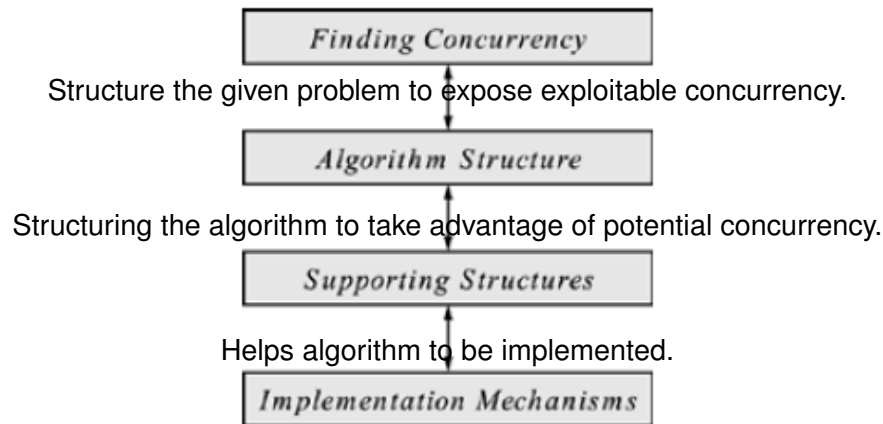 Finding Concurrency
Structure the given problem to expose exploitable concurrency.
Algorithm Structure
Structuring the algorithm to take advantage of potential concurrency.
Supporting Structures
Helps algorithm to be implemented.
Implementation Mechanisms